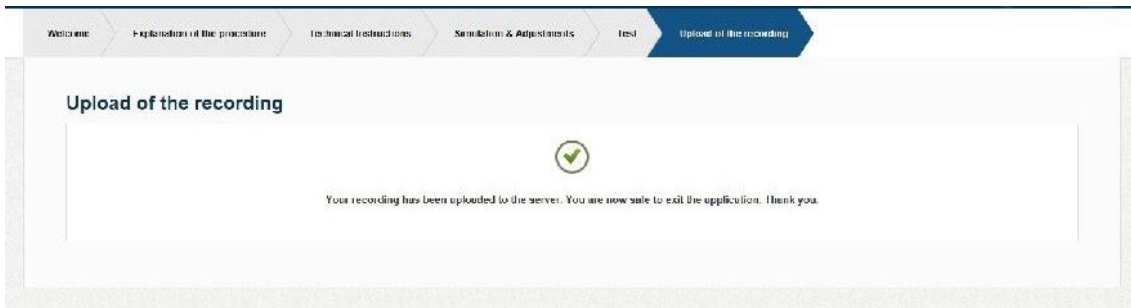 Welcome
Explanation of the procedure
Technical Instructions
Simulation & Adjustments
Test
Upload of the recording
Upload of the recording
Your recording has been uploaded to the server. You are now safe to exit the application. Thank you.